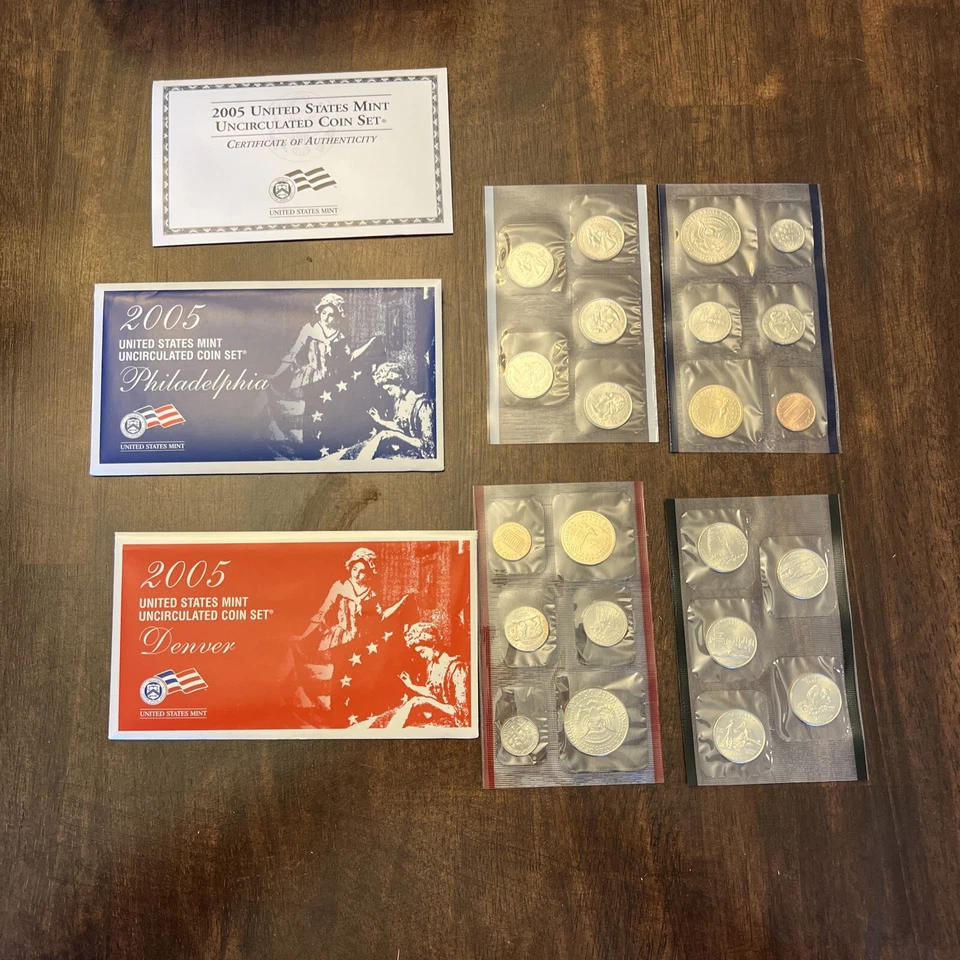 2005 UNITED STATES MINT
UNCIRCULATED COIN SET®
CERTIFICATE OF AUTHENTICITY
UNITED STATES MINT
2005
UNITED STATES MINT
UNCIRCULATED COIN SET®
Philadelphia
UNITED STATES MINT
2005
UNITED STATES MINT
UNCIRCULATED COIN SET®
Denver
UNITED STATES MINT